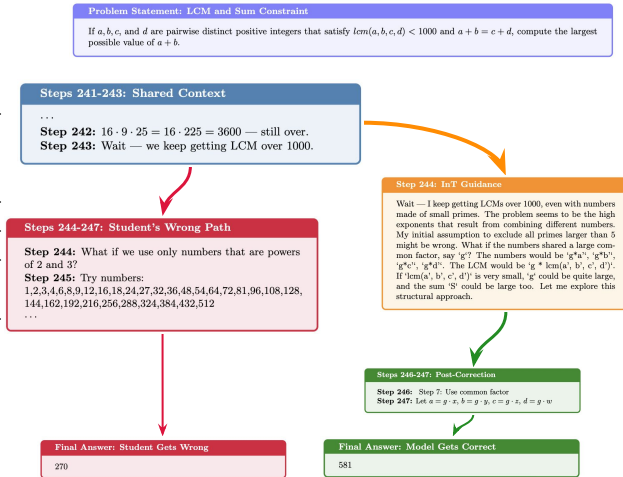 Problem Statement: LCM and Sum Constraint
If a, b, c, and d are pairwise distinct positive integers that satisfy lcm(a, b, c, d) < 1000 and a + b = c + d, compute the largest
possible value of a + b.
Steps 241-243: Shared Context
. . .
Step 242: 16 · 9 · 25 = 16 · 225 = 3600 — still over.
Step 243: Wait — we keep getting LCM over 1000.
Step 244: InT Guidance
Wait — I keep getting LCMs over 1000, even with numbers
made of small primes. The problem seems to be the high
exponents that result from combining different numbers.
My initial assumption to exclude all primes larger than 5
might be wrong. What if the numbers shared a large com-
mon factor, say 'g'? The numbers would be 'g*a'', 'g*b'',
'g*c'', 'g*d''. The LCM would be 'g * lcm(a', b', c', d')'.
If 'lcm(a', b', c', d')' is very small, 'g' could be quite large,
and the sum 'S' could be large too. Let me explore this
structural approach.
Steps 244-247: Student's Wrong Path
Step 244: What if we use only numbers that are powers
of 2 and 3?
Step 245: Try numbers:
1,2,3,4,6,8,9,12,16,18,24,27,32,36,48,54,64,72,81,96,108,128,
144,162,192,216,256,288,324,384,432,512
. . .
Steps 246-247: Post-Correction
Step 246: Step 7: Use common factor
Step 247: Let a = g · x, b = g · y, c = g · z, d = g · w
Final Answer: Student Gets Wrong
270
Final Answer: Model Gets Correct
581